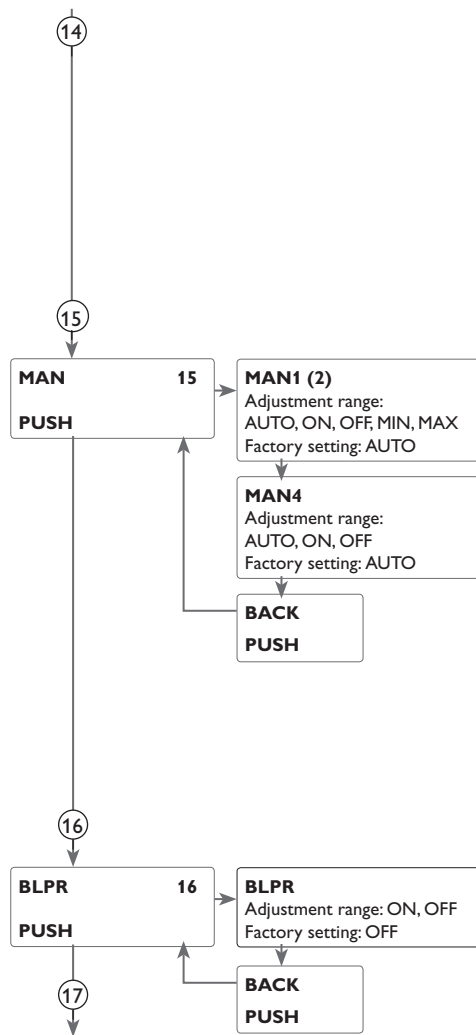 14
15
MAN 15
PUSH
MAN1 (2)
Adjustment range:
AUTO, ON, OFF, MIN, MAX
Factory setting: AUTO
MAN4
Adjustment range:
AUTO, ON, OFF
Factory setting: AUTO
BACK
PUSH
16
BLPR 16
PUSH
BLPR
Adjustment range: ON, OFF
Factory setting: OFF
BACK
PUSH
17